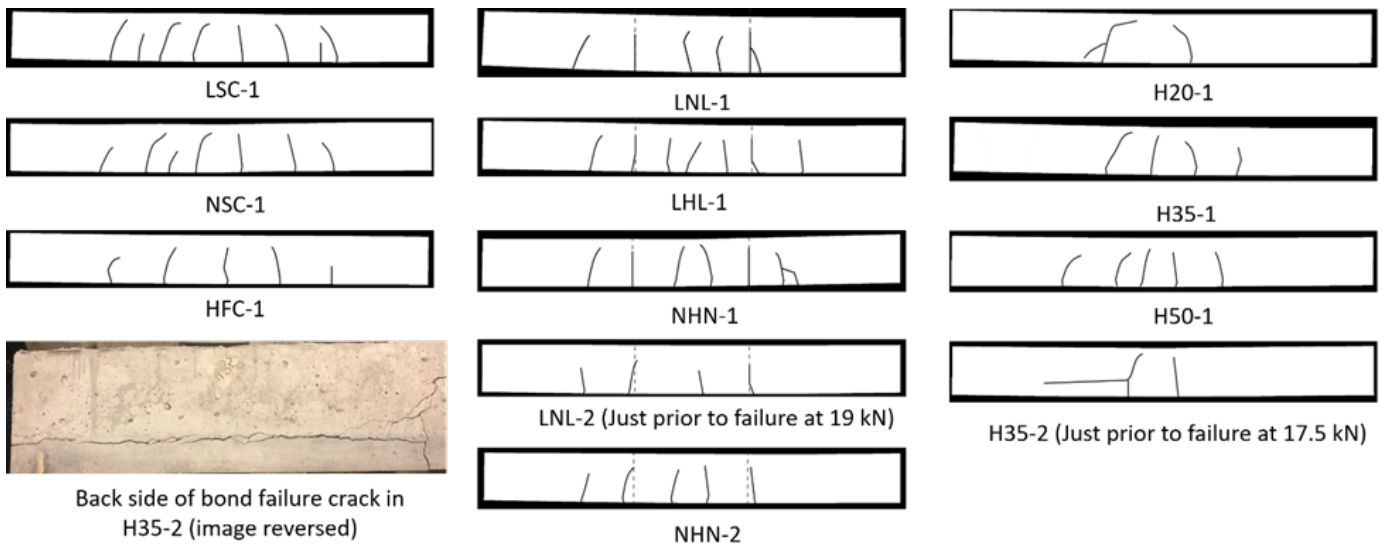 LSC-1
NSC-1
HFC-1
Back side of bond failure crack in
H35-2 (image reversed)
LNL-1
LHL-1
NHN-1
LNL-2 (Just prior to failure at 19 kN)
NHN-2
H20-1
H35-1
H50-1
H35-2 (Just prior to failure at 17.5 kN)